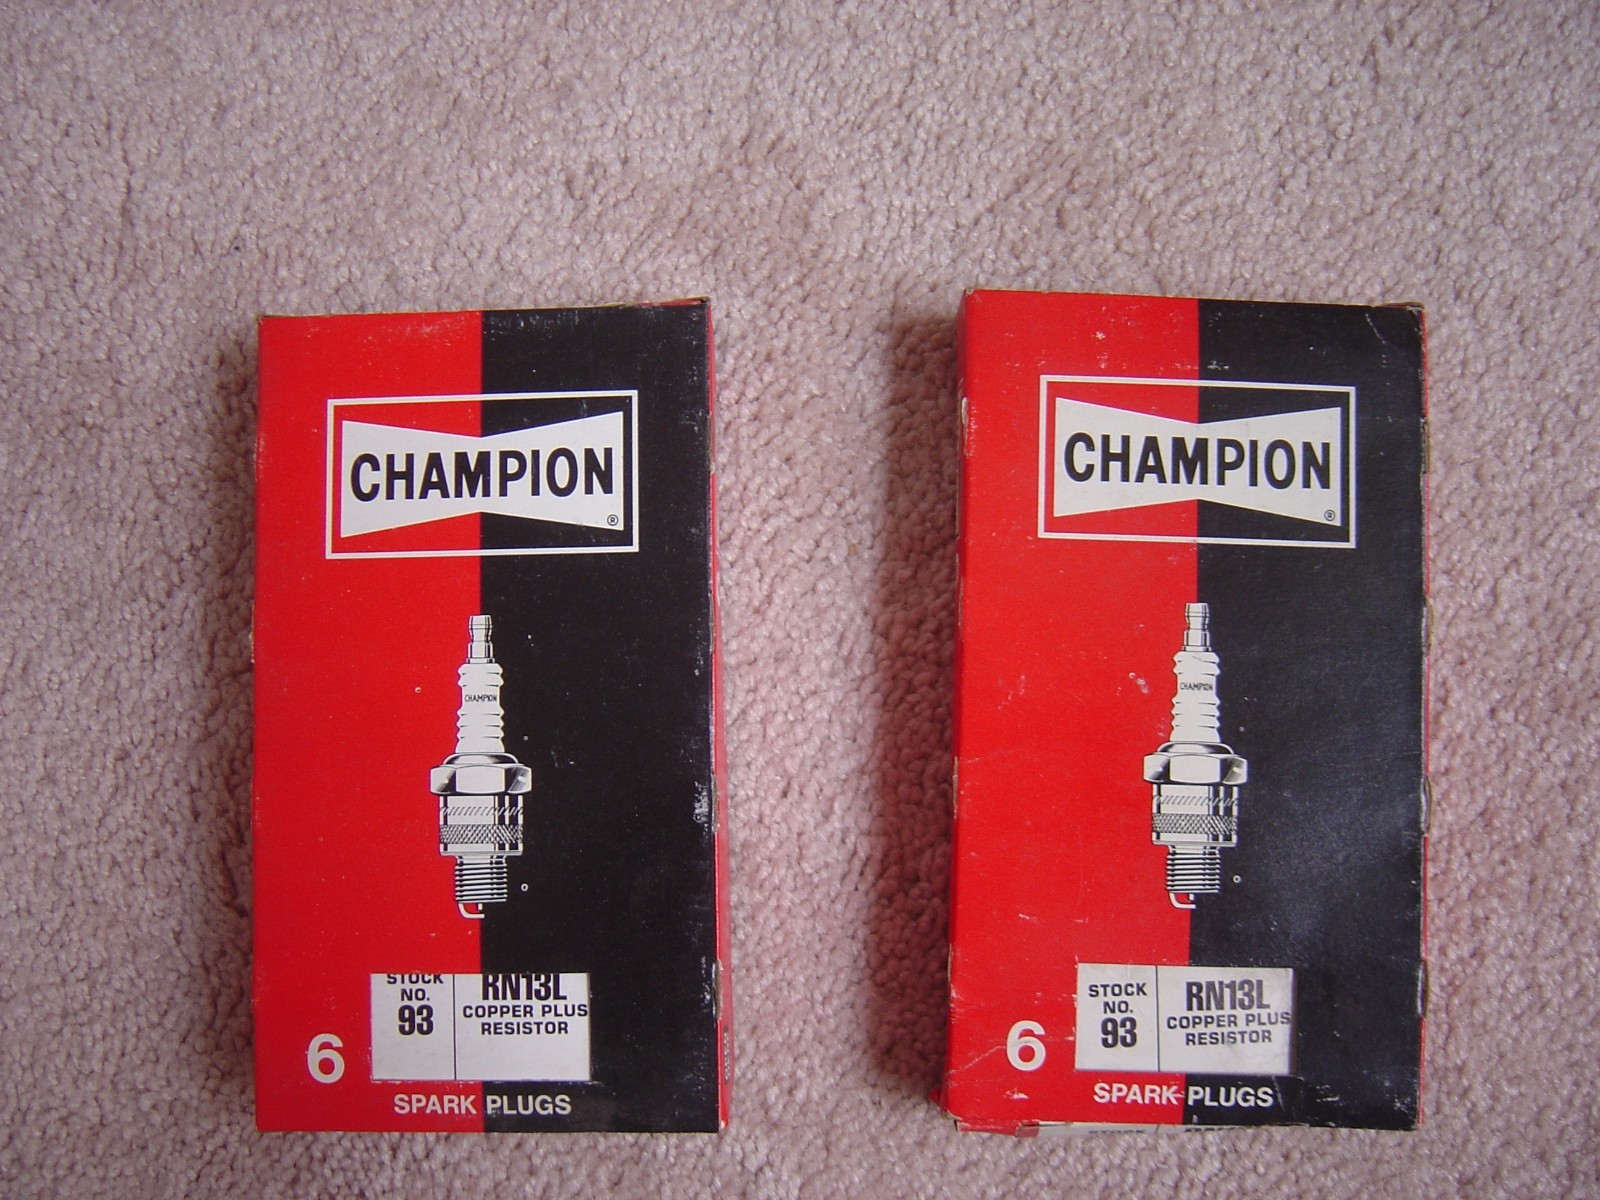 CHAMPION
®
CHAMPION
STOCK
NO.
93
RN13L
COPPER PLUS
RESISTOR
6
SPARK PLUGS
CHAMPION
®
CHAMPION
STOCK
NO.
93
RN13L
COPPER PLUS
RESISTOR
6
SPARK PLUGS
STOCK